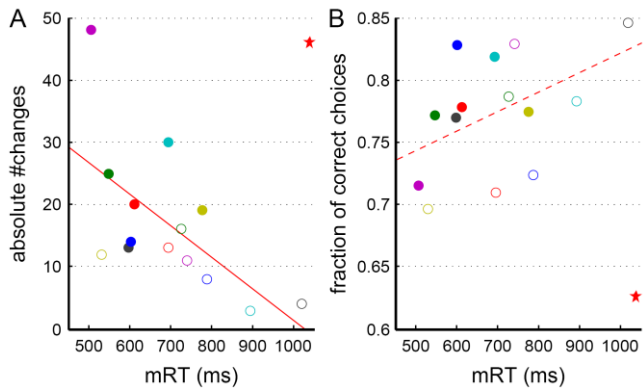 A
absolute #changes
50
40
30
20
10
0
500 600 700 800 900 1000
mRT (ms)
B
fraction of correct choices
0.85
0.8
0.75
0.7
0.65
0.6
500 600 700 800 900 1000
mRT (ms)